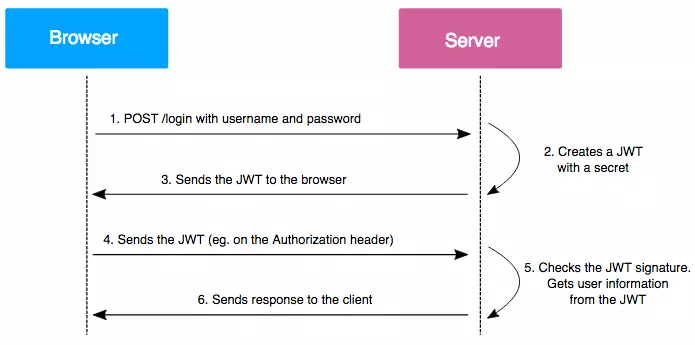 Browser
Server
1. POST /login with username and password
2. Creates a JWT
with a secret
3. Sends the JWT to the browser
4. Sends the JWT (eg. on the Authorization header)
5. Checks the JWT signature.
Gets user information
from the JWT
6. Sends response to the client